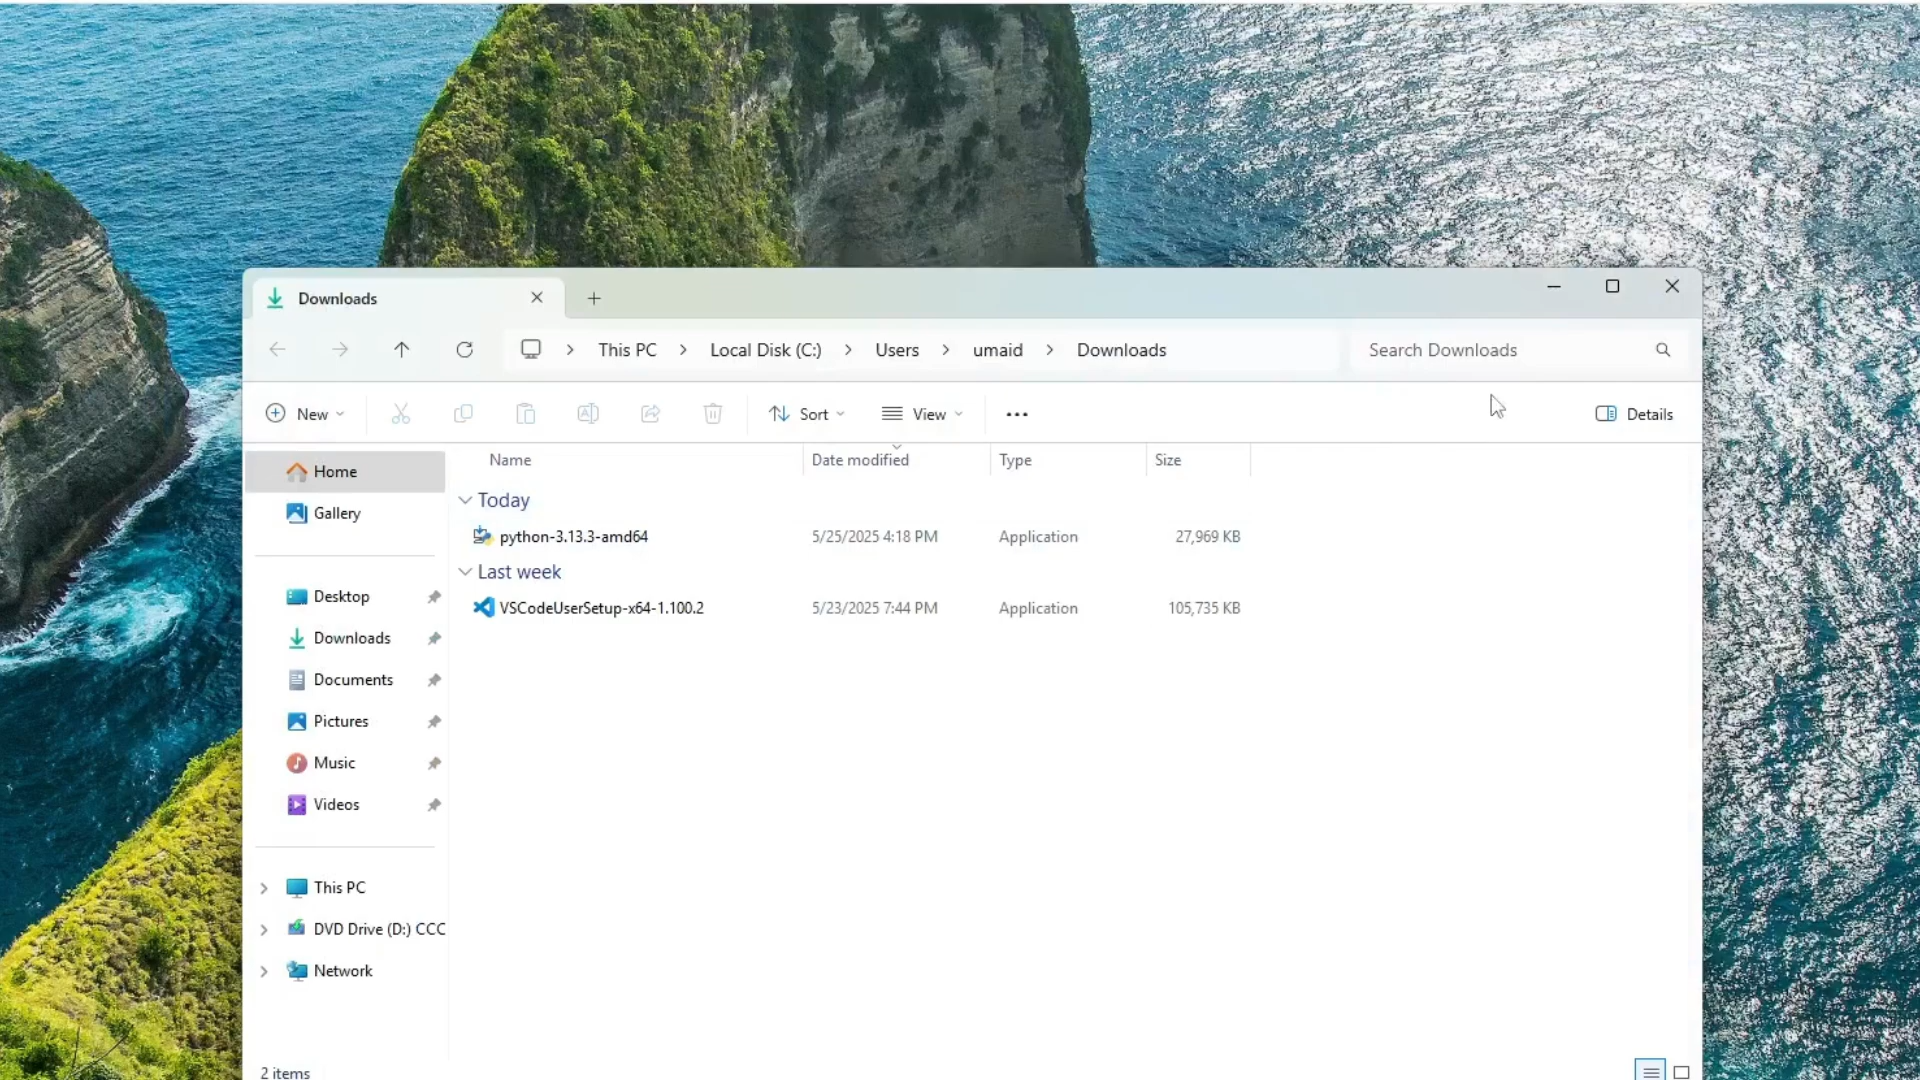 Downloads
This PC Local Disk (C:) Users umaid Downloads Search Downloads
New Sort View Details
Name Date modified Type Size
Home
Gallery
Today
python-3.13.3-amd64 5/25/2025 4:18 PM Application 27,969 KB
Last week
VSCodeUserSetup-x64-1.100.2 5/23/2025 7:44 PM Application 105,735 KB
Desktop
Downloads
Documents
Pictures
Music
Videos
This PC
DVD Drive (D:) CCC
Network
2 items